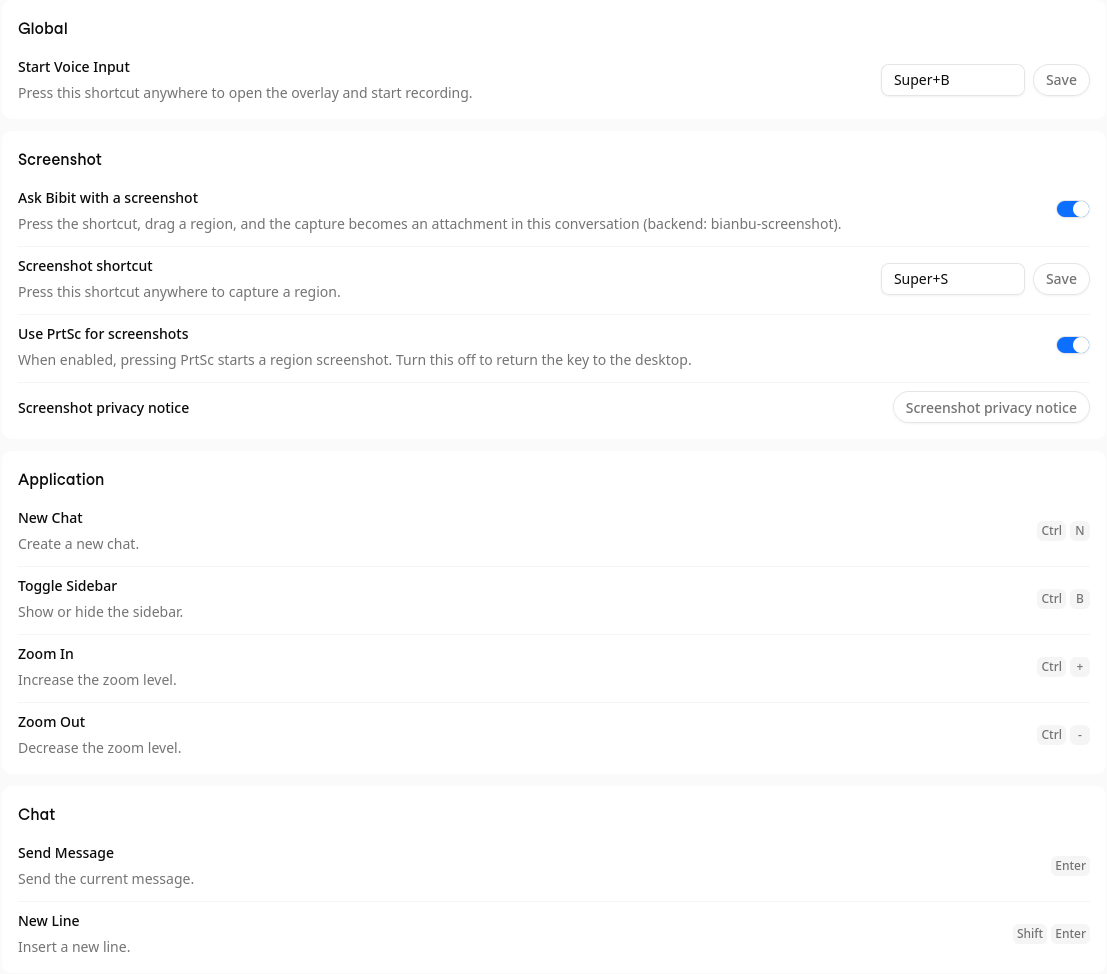 Global
Start Voice Input
Press this shortcut anywhere to open the overlay and start recording.
Super+B
Save
Screenshot
Ask Bibit with a screenshot
Press the shortcut, drag a region, and the capture becomes an attachment in this conversation (backend: bianbu-screenshot).
Screenshot shortcut
Press this shortcut anywhere to capture a region.
Super+S
Save
Use PrtSc for screenshots
When enabled, pressing PrtSc starts a region screenshot. Turn this off to return the key to the desktop.
Screenshot privacy notice
Screenshot privacy notice
Application
New Chat
Create a new chat.
Ctrl N
Toggle Sidebar
Show or hide the sidebar.
Ctrl B
Zoom In
Increase the zoom level.
Ctrl +
Zoom Out
Decrease the zoom level.
Ctrl -
Chat
Send Message
Send the current message.
Enter
New Line
Insert a new line.
Shift Enter